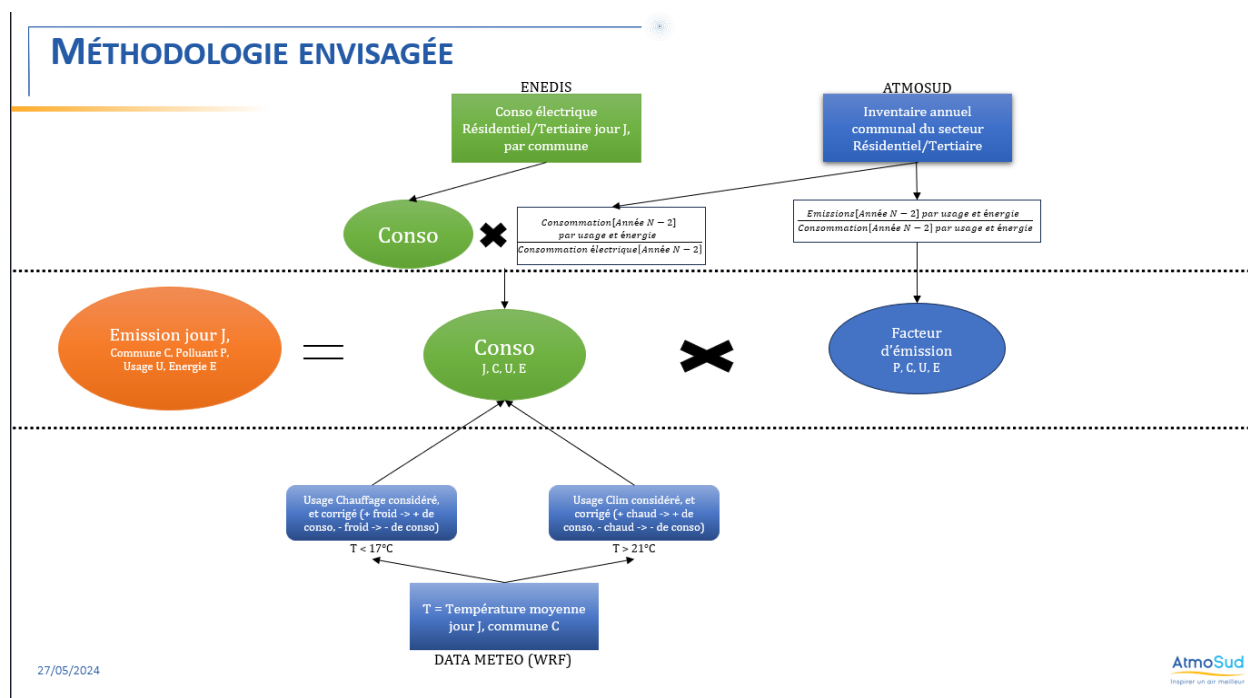 MÉTHODOLOGIE ENVISAGÉE
ENEDIS
Conso électrique
Résidentiel/Tertiaire jour J,
par commune
ATMOSUD
Inventaire annuel
communal du secteur
Résidentiel/Tertiaire
Conso
Consommation[Année N − 2]
par usage et énergie
Consommation électrique[Année N − 2]
Emissions[Année N − 2] par usage et énergie
Consommation[Année N − 2] par usage et énergie
Emission jour J,
Commune C, Polluant P,
Usage U, Energie E
Conso
J, C, U, E
Facteur
d'émission
P, C, U, E
Usage Chauffage considéré,
et corrigé (+ froid -> + de
conso, - froid -> - de conso)
T < 17°C
Usage Clim considéré, et
corrigé (+ chaud -> + de
conso, - chaud -> - de conso)
T > 21°C
T = Température moyenne
jour J, commune C
DATA METEO (WRF)
27/05/2024
AtmoSud
Inspirer un air meilleur